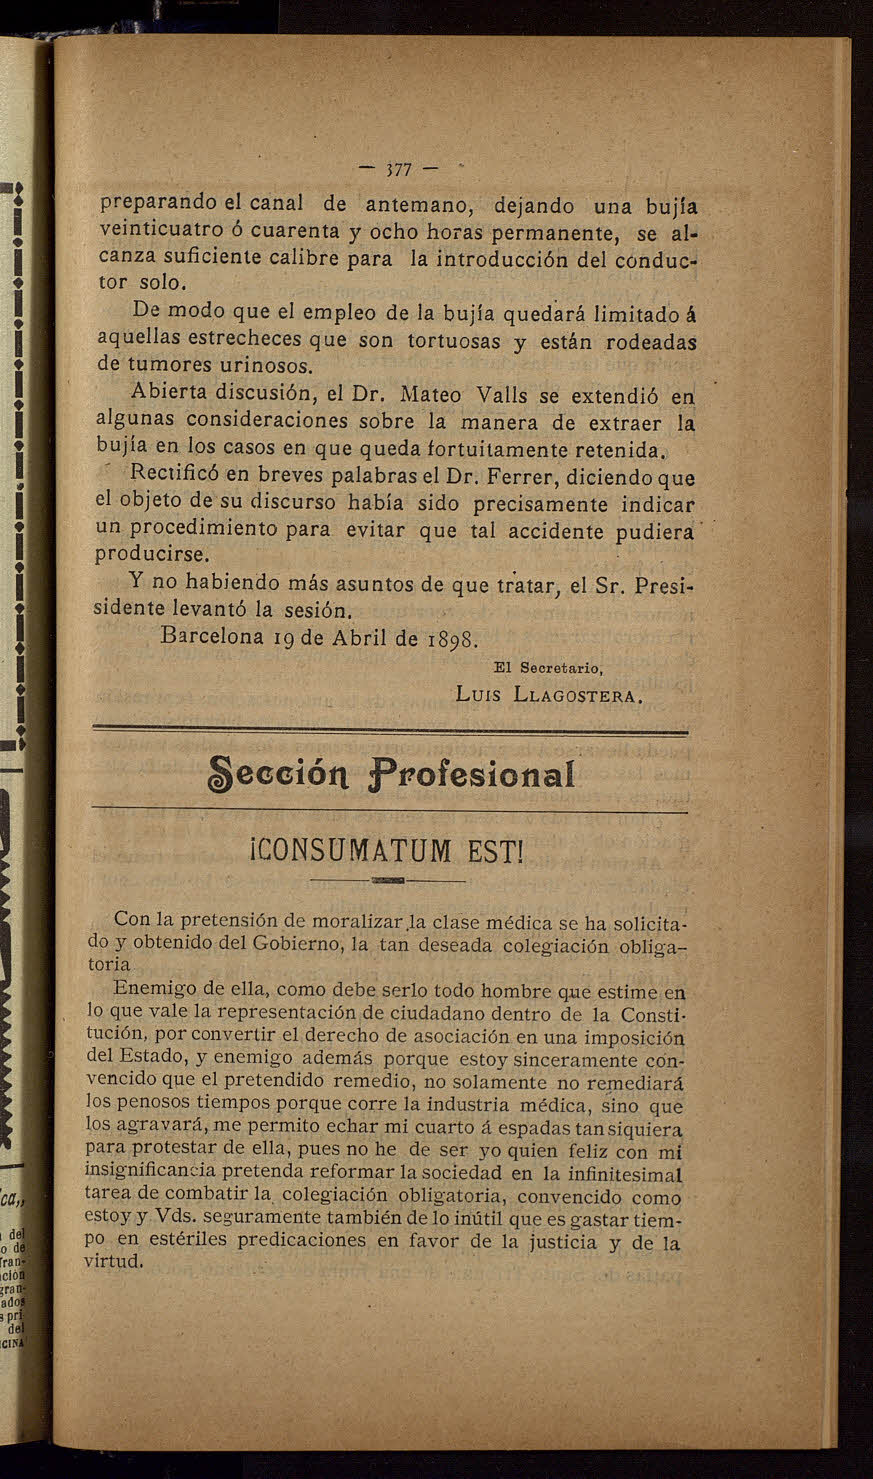 — 377 —
preparando el canal de antemano, dejando una bujía
veinticuatro ó cuarenta y ocho horas permanente, se al-
canza suficiente calibre para la introducción del conduc-
tor solo.
De modo que el empleo de la bujía quedará limitado á
aquellas estrecheces que son tortuosas y están rodeadas
de tumores urinosos.
Abierta discusión, el Dr. Mateo Valls se extendió en
algunas consideraciones sobre la manera de extraer la
bujía en los casos en que queda fortuitamente retenida.
Rectificó en breves palabras el Dr. Ferrer, diciendo que
el objeto de su discurso había sido precisamente indicar
un procedimiento para evitar que tal accidente pudiera
producirse.
Y no habiendo más asuntos de que tratar, el Sr. Presi-
sidente levantó la sesión.
Barcelona 19 de Abril de 1898.
El Secretario,
LUIS LLAGOSTERA.
Sección Profesional
¡CONSUMATUM EST!
Con la pretensión de moralizar la clase médica se ha solicita-
do y obtenido del Gobierno, la tan deseada colegiación obliga-
toria
Enemigo de ella, como debe serlo todo hombre que estime en
lo que vale la representación de ciudadano dentro de la Consti-
tución, por convertir el derecho de asociación en una imposición
del Estado, y enemigo además porque estoy sinceramente con-
vencido que el pretendido remedio, no solamente no remediará
los penosos tiempos porque corre la industria médica, sino que
los agravará, me permito echar mi cuarto á espadas tan siquiera
para protestar de ella, pues no he de ser yo quien feliz con mi
insignificancia pretenda reformar la sociedad en la infinitesimal
tarea de combatir la colegiación obligatoria, convencido como
estoy y Vds. seguramente también de lo inútil que es gastar tiem-
po en estériles predicaciones en favor de la justicia y de la
virtud.